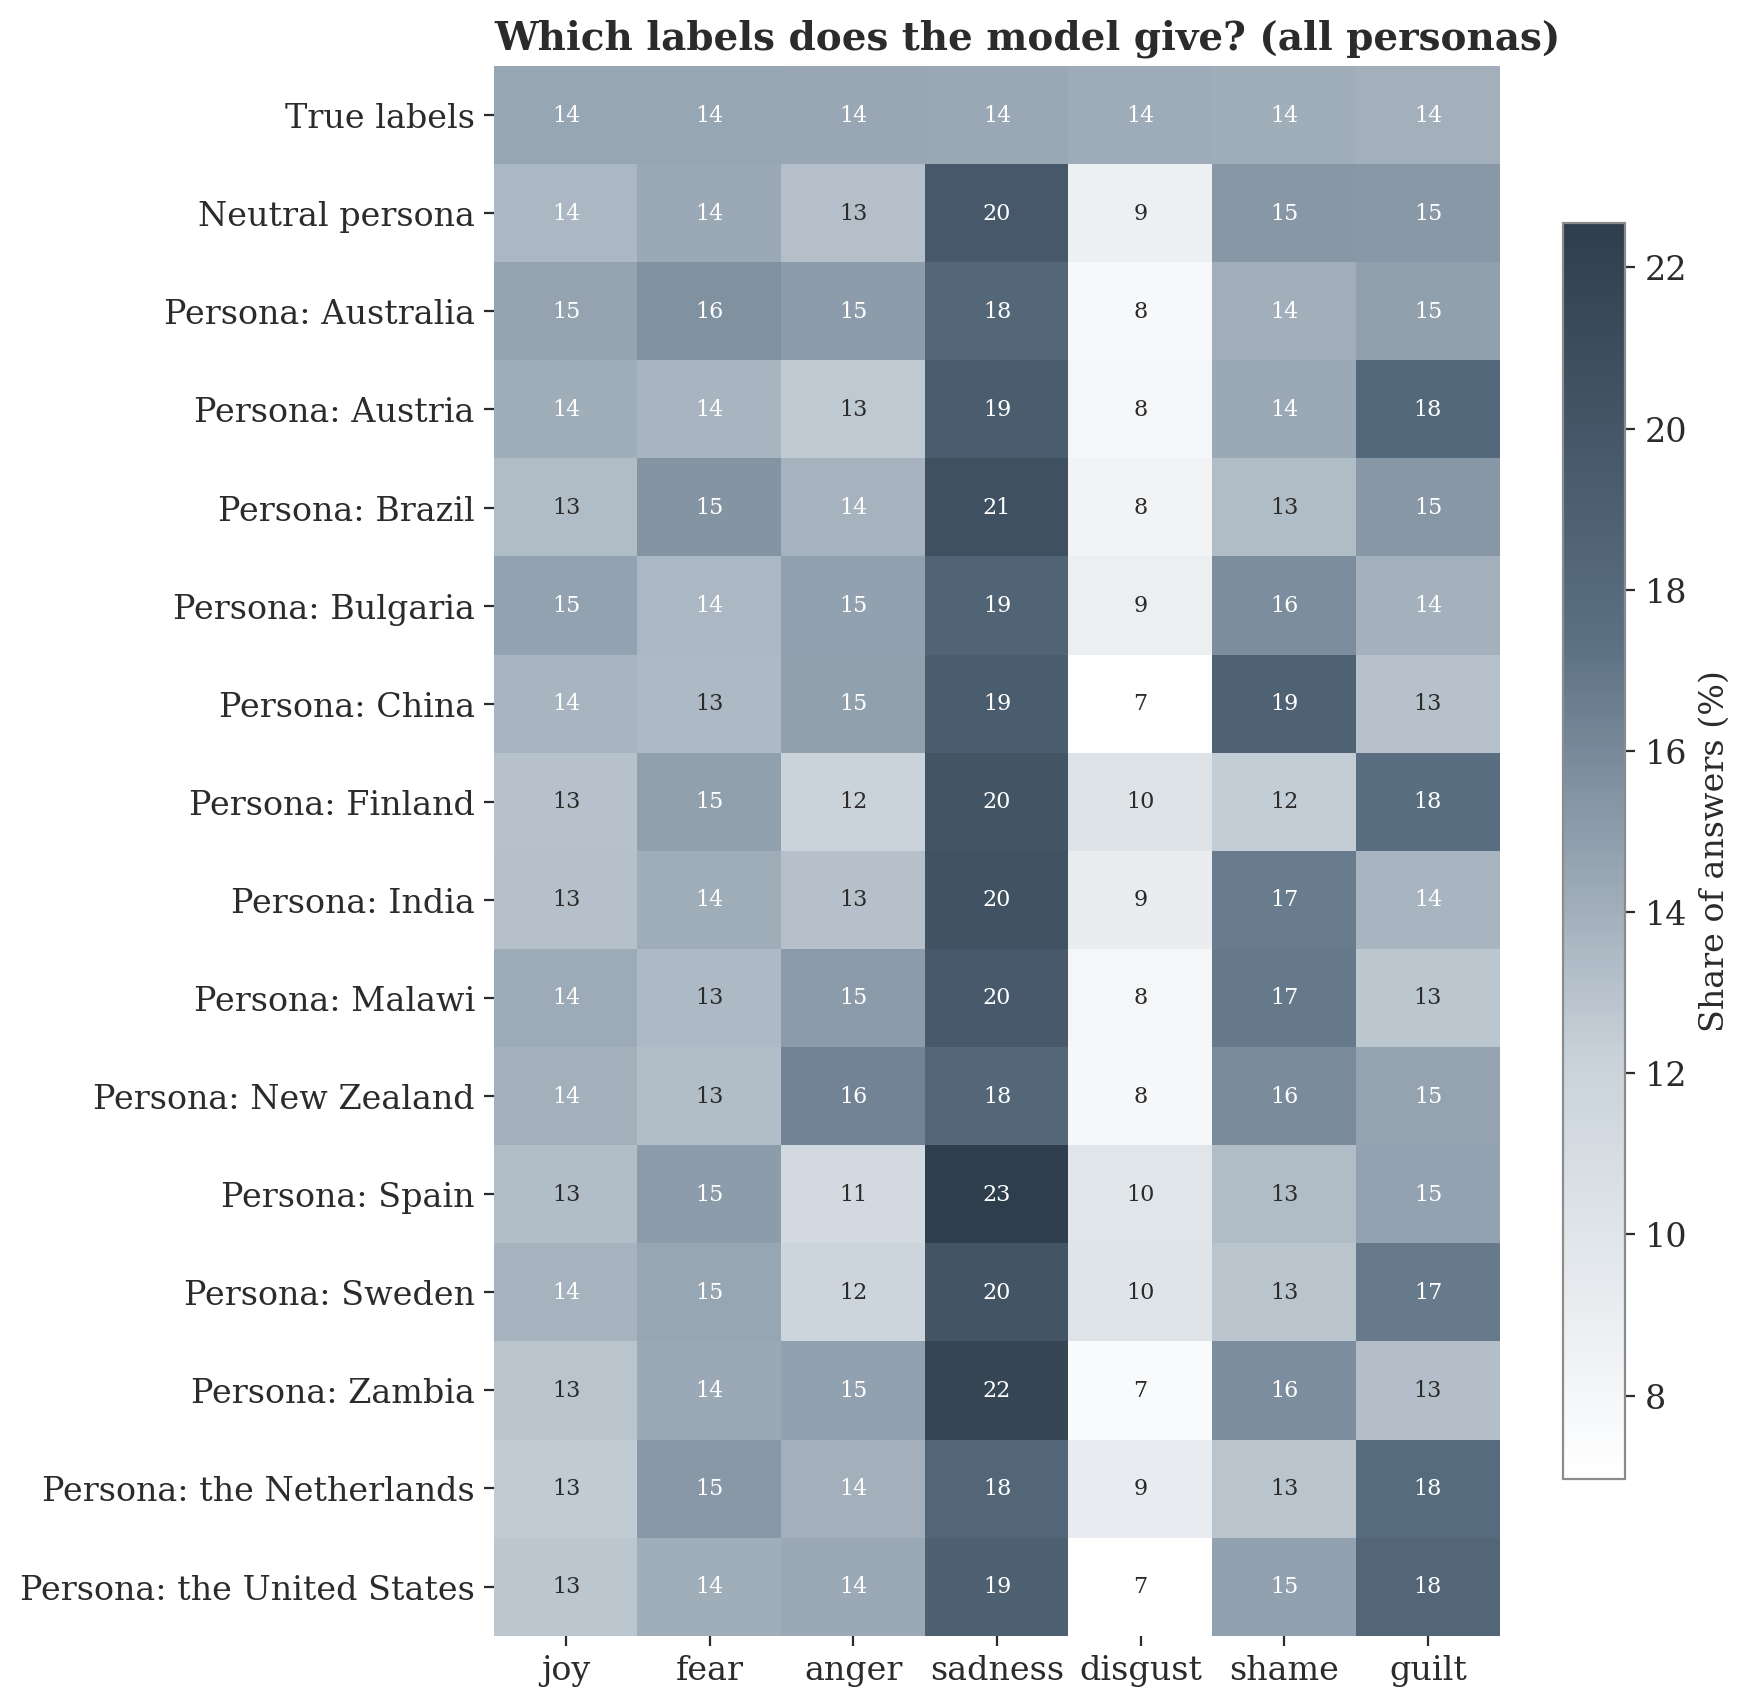 Which labels does the model give? (all personas)
True labels 14 14 14 14 14 14 14
Neutral persona 14 14 13 20 9 15 15
Persona: Australia 15 16 15 18 8 14 15
Persona: Austria 14 14 13 19 8 14 18
Persona: Brazil 13 15 14 21 8 13 15
Persona: Bulgaria 15 14 15 19 9 16 14
Persona: China 14 13 15 19 7 19 13
Persona: Finland 13 15 12 20 10 12 18
Persona: India 13 14 13 20 9 17 14
Persona: Malawi 14 13 15 20 8 17 13
Persona: New Zealand 14 13 16 18 8 16 15
Persona: Spain 13 15 11 23 10 13 15
Persona: Sweden 14 15 12 20 10 13 17
Persona: Zambia 13 14 15 22 7 16 13
Persona: the Netherlands 13 15 14 18 9 13 18
Persona: the United States 13 14 14 19 7 15 18
joy fear anger sadness disgust shame guilt
22
20
18
16
14
12
10
8
Share of answers (%)